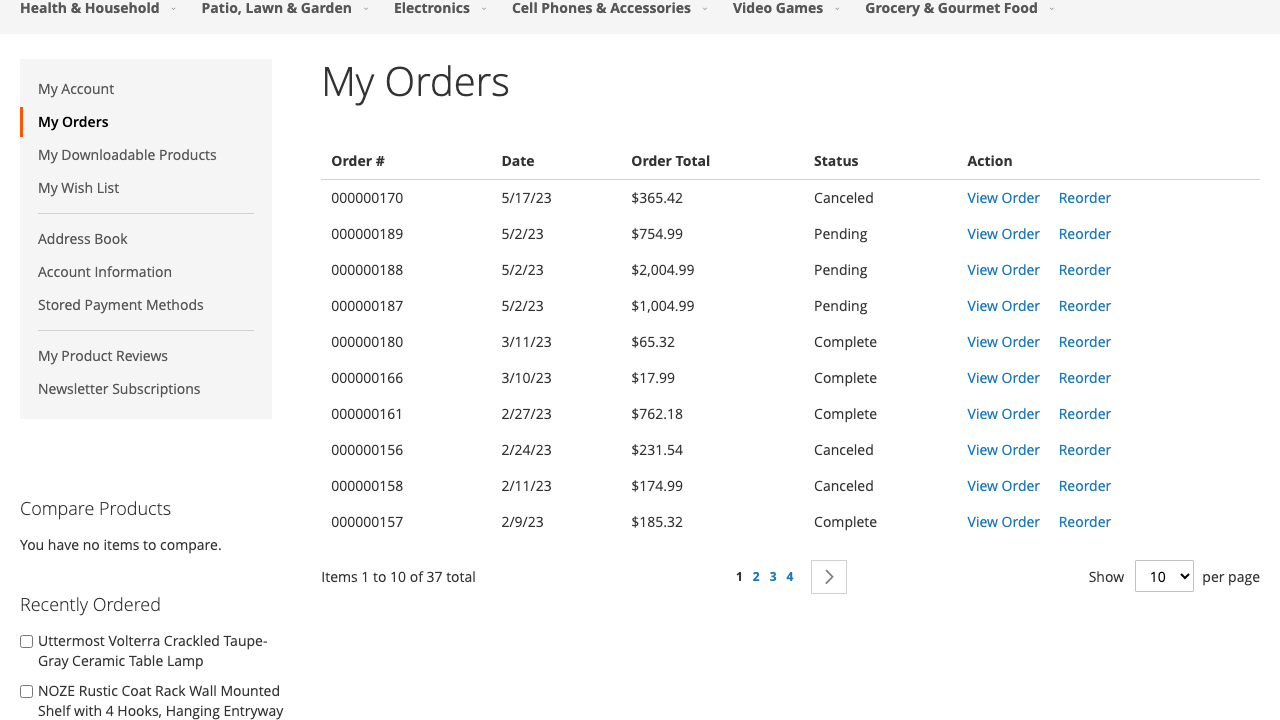 Health & Household Patio, Lawn & Garden Electronics Cell Phones & Accessories Video Games Grocery & Gourmet Food
My Account
My Orders
My Downloadable Products
My Wish List
Address Book
Account Information
Stored Payment Methods
My Product Reviews
Newsletter Subscriptions
Compare Products
You have no items to compare.
Recently Ordered
Uttermost Volterra Crackled Taupe-
Gray Ceramic Table Lamp
NOZE Rustic Coat Rack Wall Mounted
Shelf with 4 Hooks, Hanging Entryway
My Orders
Order # Date Order Total Status Action
000000170 5/17/23 $365.42 Canceled View Order Reorder
000000189 5/2/23 $754.99 Pending View Order Reorder
000000188 5/2/23 $2,004.99 Pending View Order Reorder
000000187 5/2/23 $1,004.99 Pending View Order Reorder
000000180 3/11/23 $65.32 Complete View Order Reorder
000000166 3/10/23 $17.99 Complete View Order Reorder
000000161 2/27/23 $762.18 Complete View Order Reorder
000000156 2/24/23 $231.54 Canceled View Order Reorder
000000158 2/11/23 $174.99 Canceled View Order Reorder
000000157 2/9/23 $185.32 Complete View Order Reorder
Items 1 to 10 of 37 total 1 2 3 4 Show 10 per page